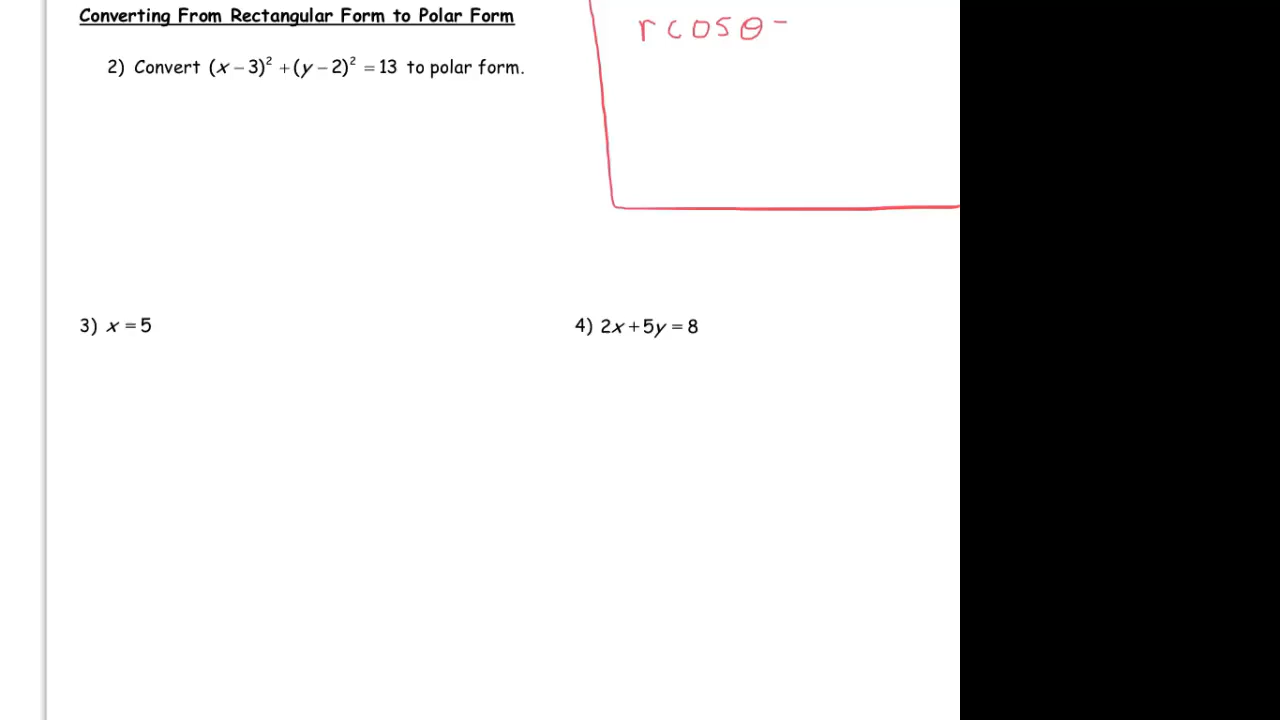 Converting From Rectangular Form to Polar Form
r cos θ -
2) Convert (x – 3)² + (y – 2)² = 13 to polar form.
3) x = 5
4) 2x + 5y = 8